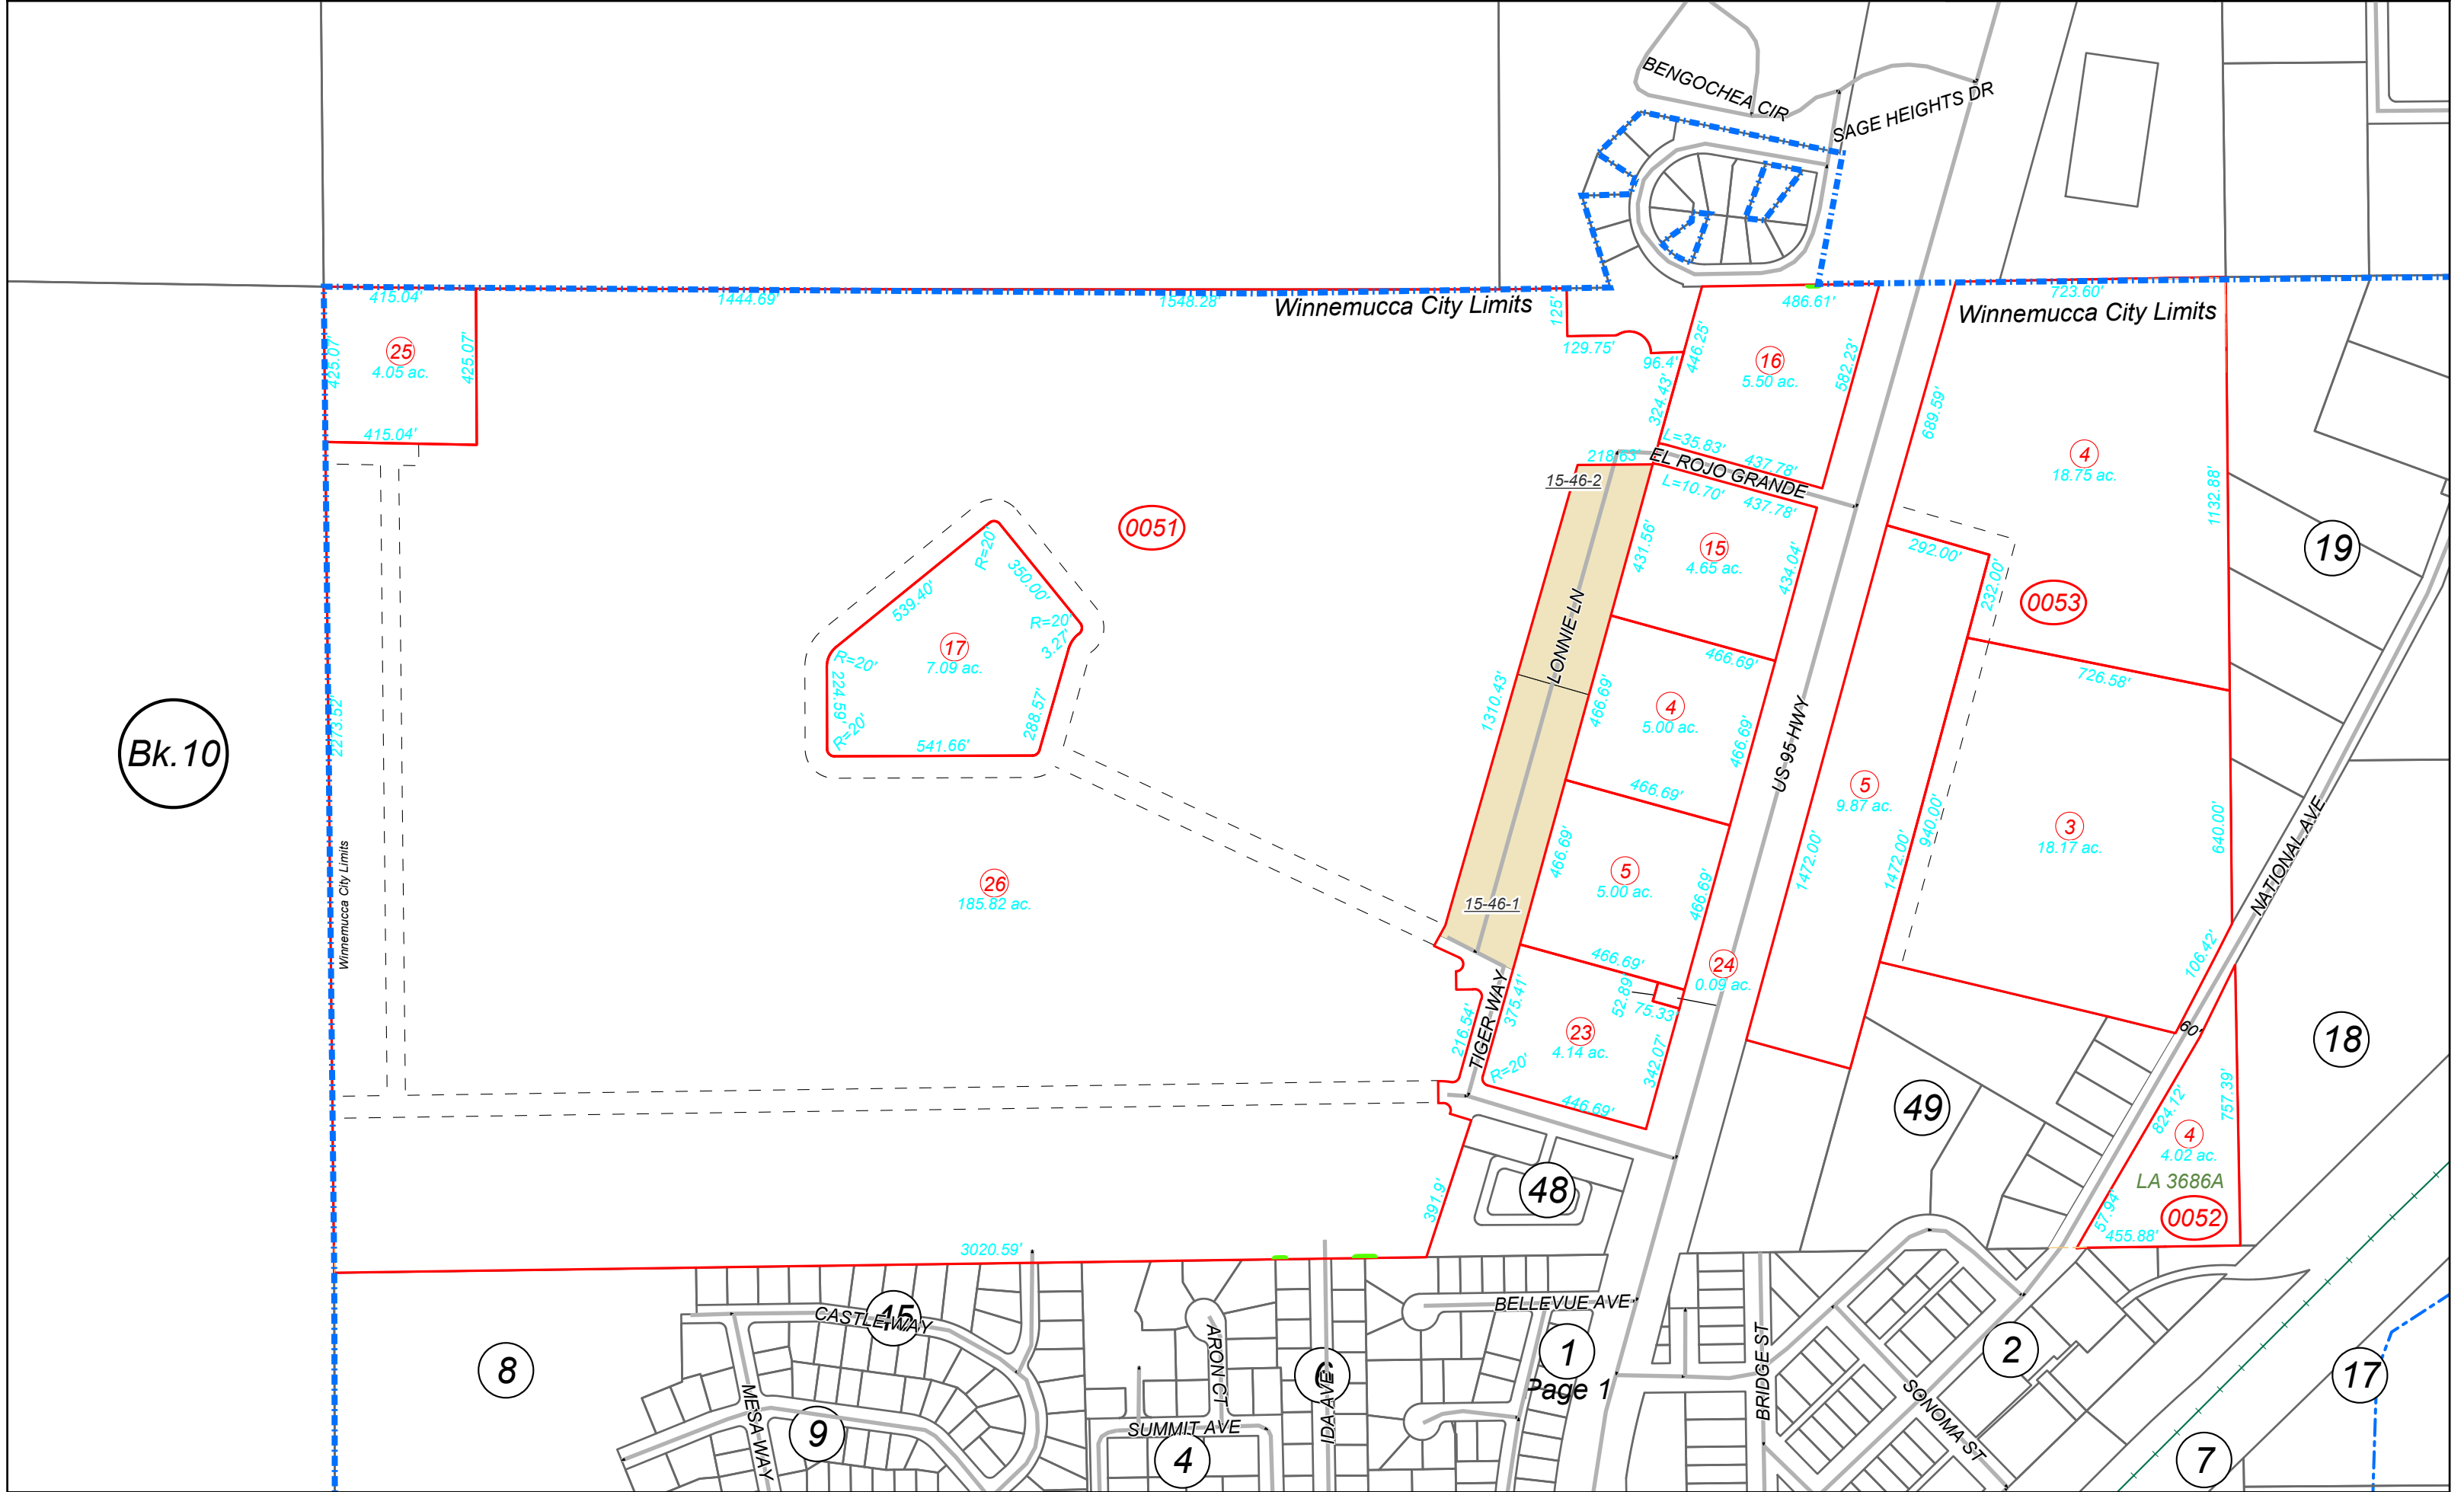 BENGOCHEA CIR
SAGE HEIGHTS DR
415.04'
1444.69'
1548.28'
Winnemucca City Limits
486.61'
723.60'
Winnemucca City Limits
125'
129.75'
96.4'
446.25'
324.43'
582.23'
16
5.50 ac.
25
4.05 ac.
425.07'
425.07'
415.04'
689.59'
4
18.75 ac.
1132.88'
L=35.83'
437.78'
218.63'
EL ROJO GRANDE
15-46-2
L=10.70'
437.78'
0051
431.56'
15
4.65 ac.
434.04'
292.00'
232.00'
0053
19
R=20'
350.00'
539.40'
R=20'
3.27'
17
7.09 ac.
R=20'
224.59'
R=20'
288.57'
541.66'
LONNIE LN
1310.43'
466.69'
466.69'
4
5.00 ac.
466.69'
US 95 HWY
726.58'
Bk.10
2273.52'
466.69'
5
9.87 ac.
940.00'
1472.00'
1472.00'
3
18.17 ac.
640.00'
NATIONAL AVE
Winnemucca City Limits
26
185.82 ac.
466.69'
5
5.00 ac.
466.69'
15-46-1
466.69'
24
0.09 ac.
52.89'
75.33'
106.42'
216.54'
TIGER WAY
375.41'
23
4.14 ac.
R=20'
342.07'
446.69'
60'
18
49
824.12'
757.39'
4
4.02 ac.
LA 3686A
57.94'
0052
455.88'
48
391.9'
3020.59'
45
CASTLE WAY
BELLEVUE AVE
8
MESA WAY
ARON CT
6
IDA AVE
1
Page 1
BRIDGE ST
2
17
SONOMA ST
9
SUMMIT AVE
4
7